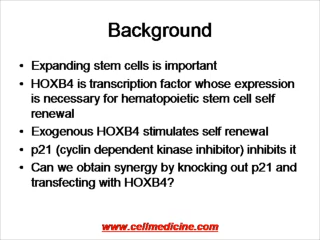 Background
• Expanding stem cells is important
• HOXB4 is transcription factor whose expression
is necessary for hematopoietic stem cell self
renewal
• Exogenous HOXB4 stimulates self renewal
• p21 (cyclin dependent kinase inhibitor) inhibits it
• Can we obtain synergy by knocking out p21 and
transfecting with HOXB4?
www.cellmedicine.com